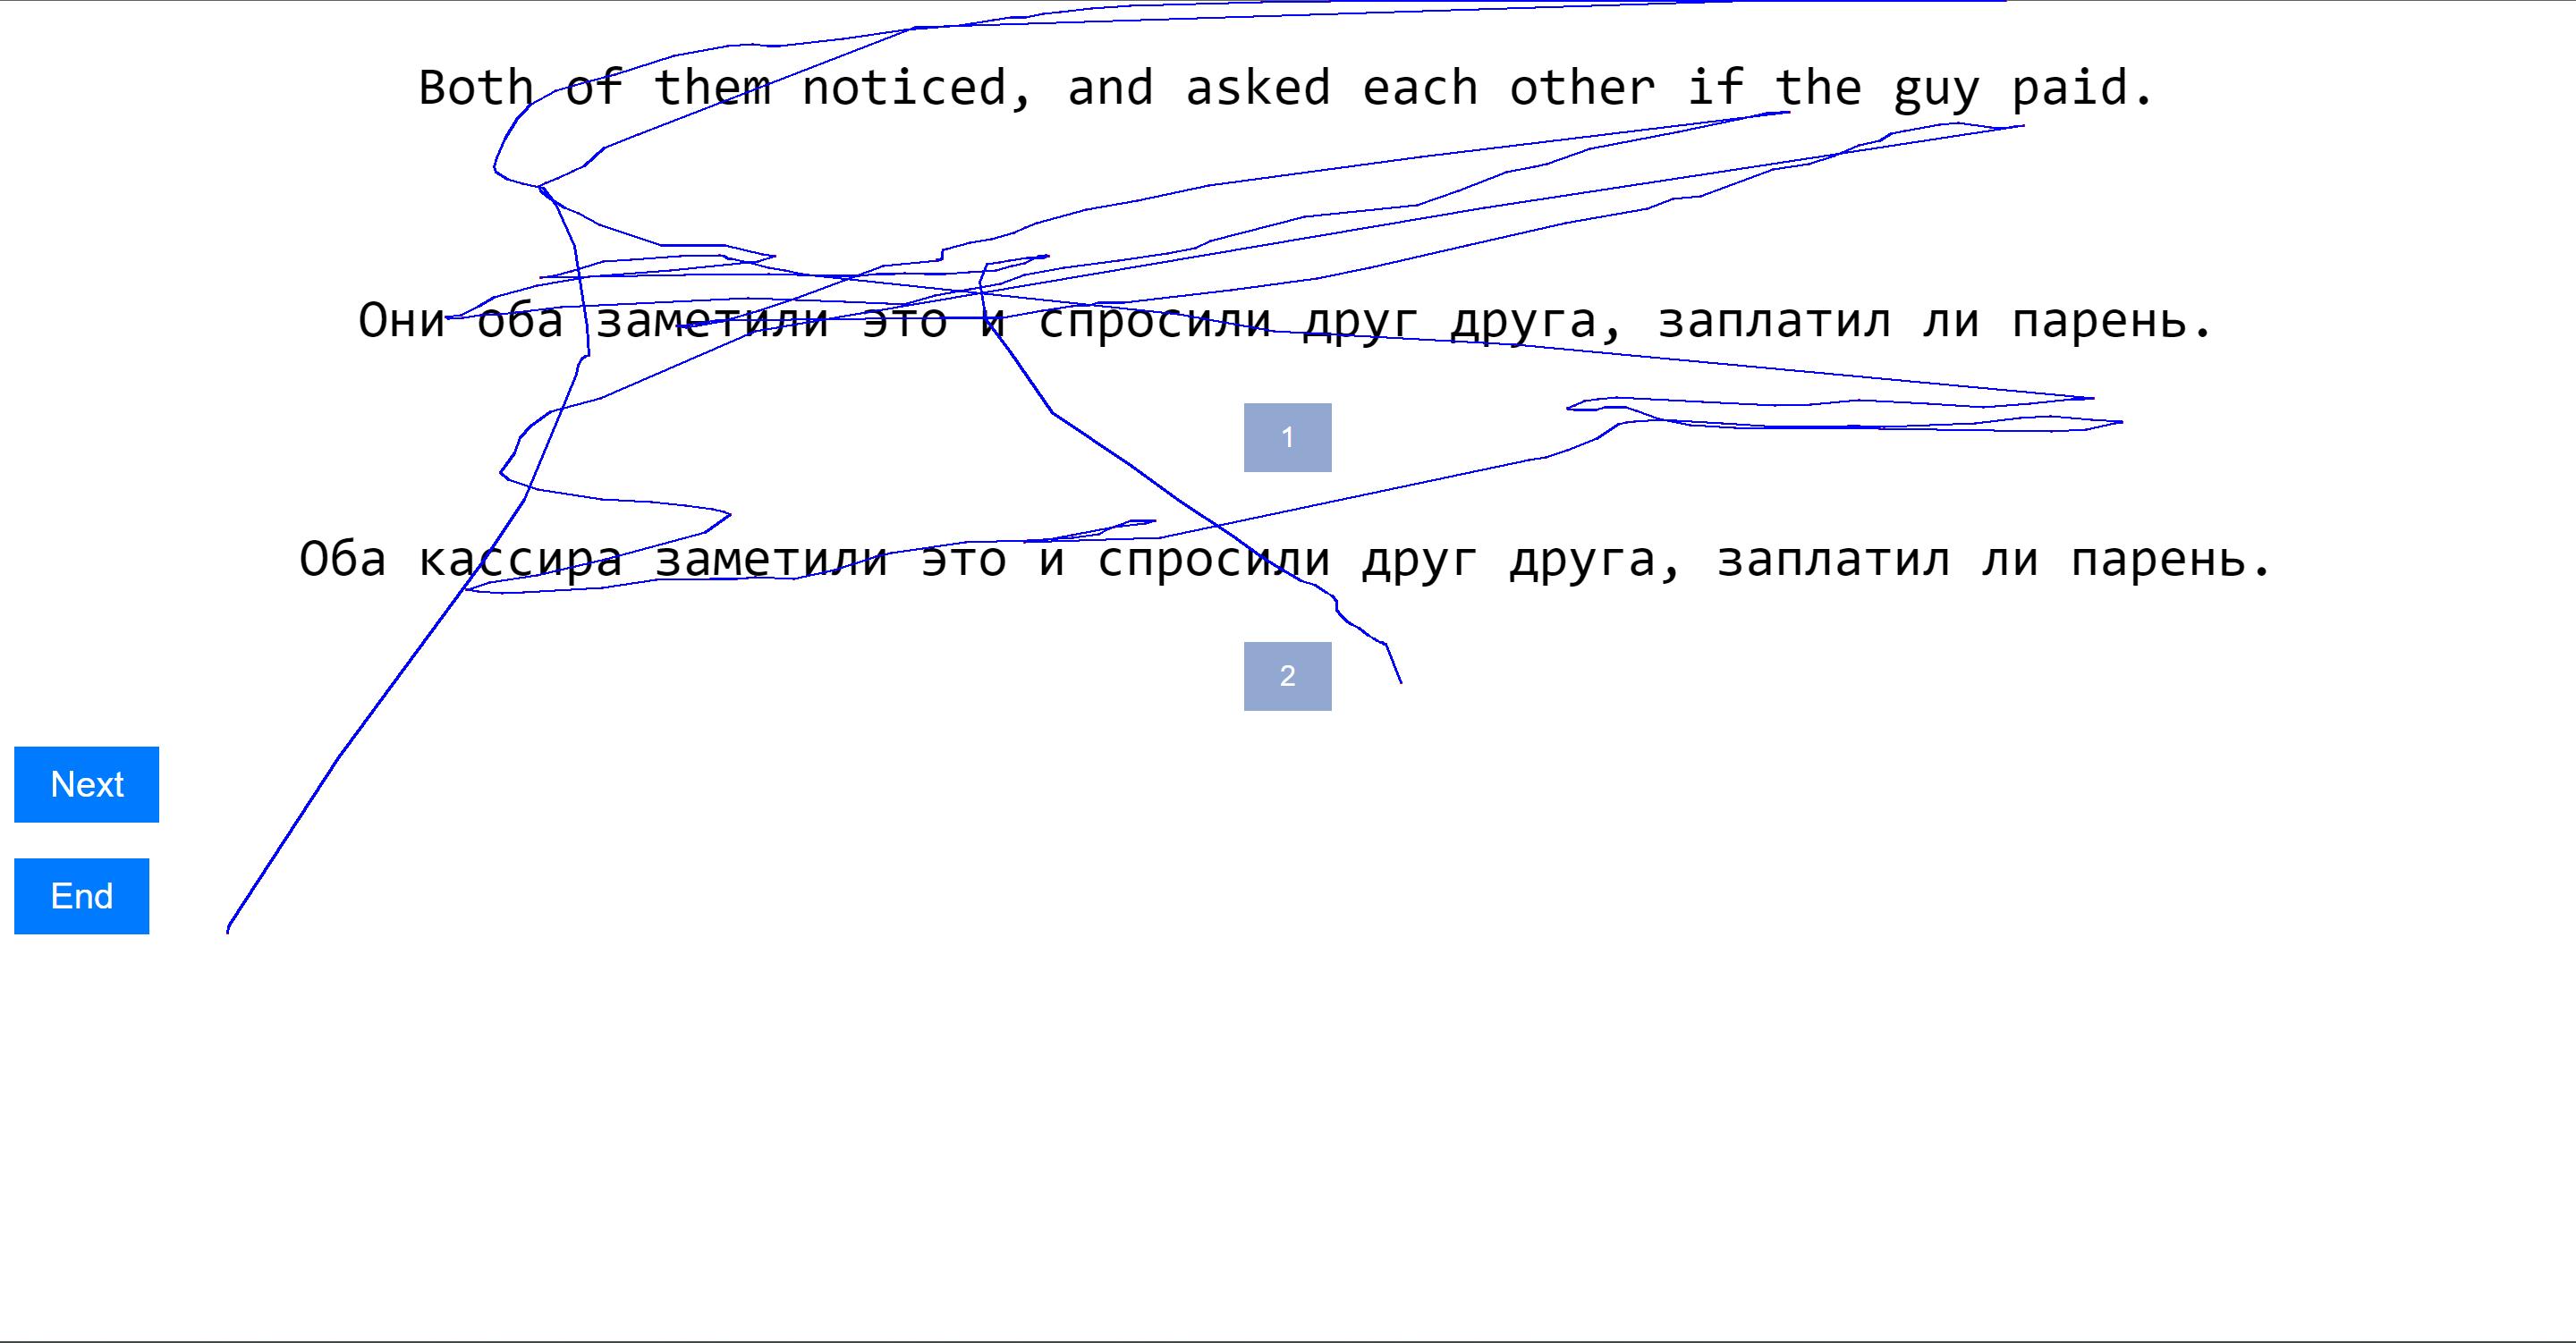 Both of them noticed, and asked each other if the guy paid.
Они оба заметили это и спросили друг друга, заплатил ли парень.
1
Оба кассира заметили это и спросили друг друга, заплатил ли парень.
2
Next
End